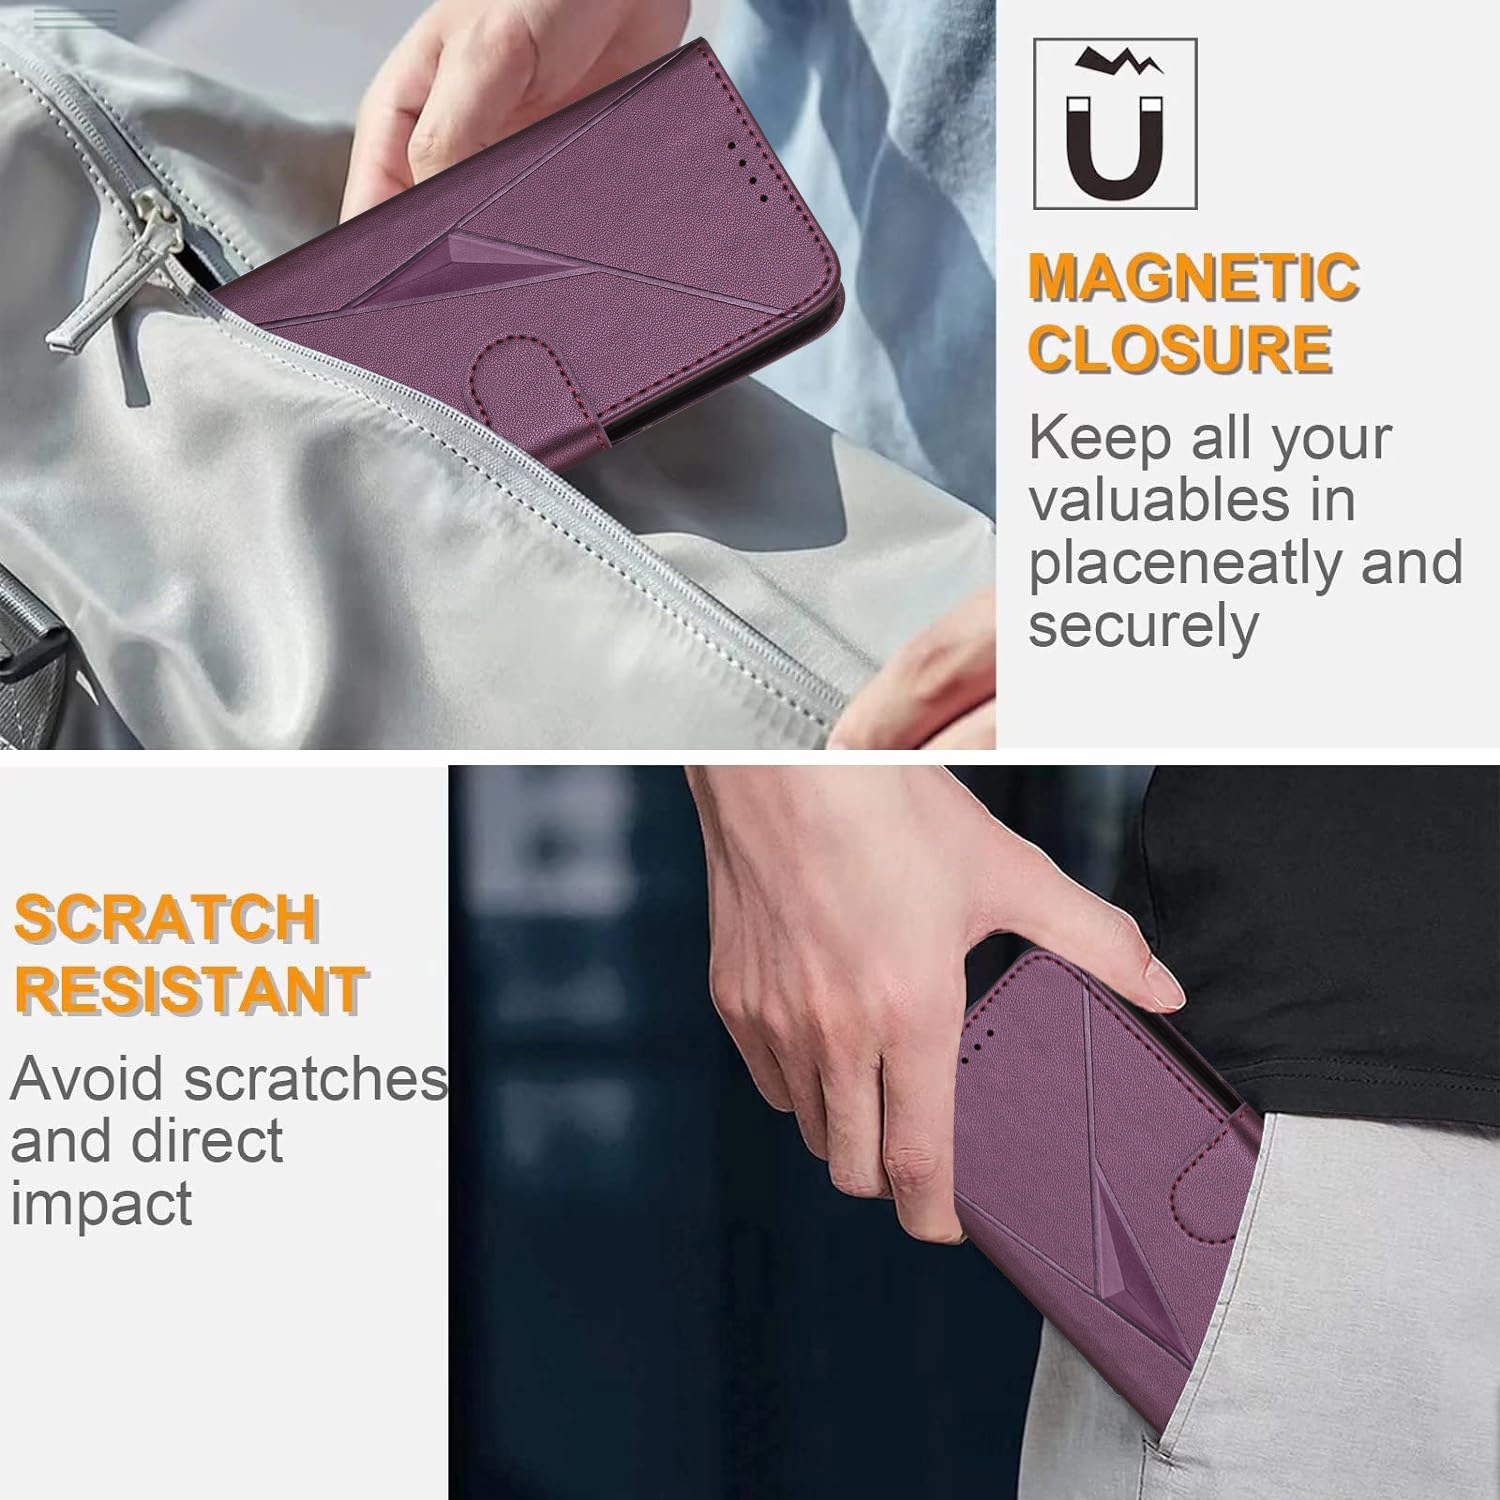 MAGNETIC
CLOSURE
Keep all your
valuables in
placeneatly and
securely
SCRATCH
RESISTANT
Avoid scratches
and direct
impact